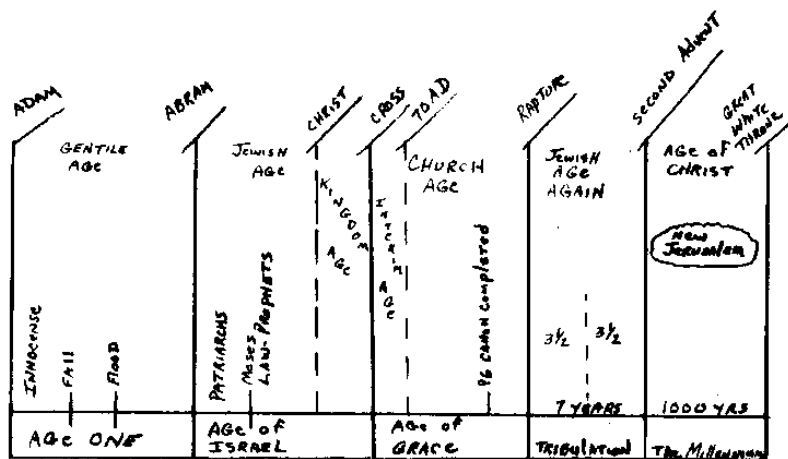 ADAM
ABRAM
CHRIST
CROSS
70 A.D.
RAPTURE
SECOND ADVENT
GREAT
WHITE
THRONE
GENTILE
AGE
JEWISH
AGE
KINGDOM
AGE
INTERIM
AGE
CHURCH
AGE
JEWISH
AGE
AGAIN
AGE of
CHRIST
NEW
JERUSALEM
INNOCENSE
FALL
FLOOD
PATRIARCHS
MOSES
LAW-PROPHETS
96 CANON COMPLETED
3½
3½
7 YEARS
1000 YRS
AGE ONE
AGE of
ISRAEL
AGE of
GRACE
TRIBULATION
The Millennium